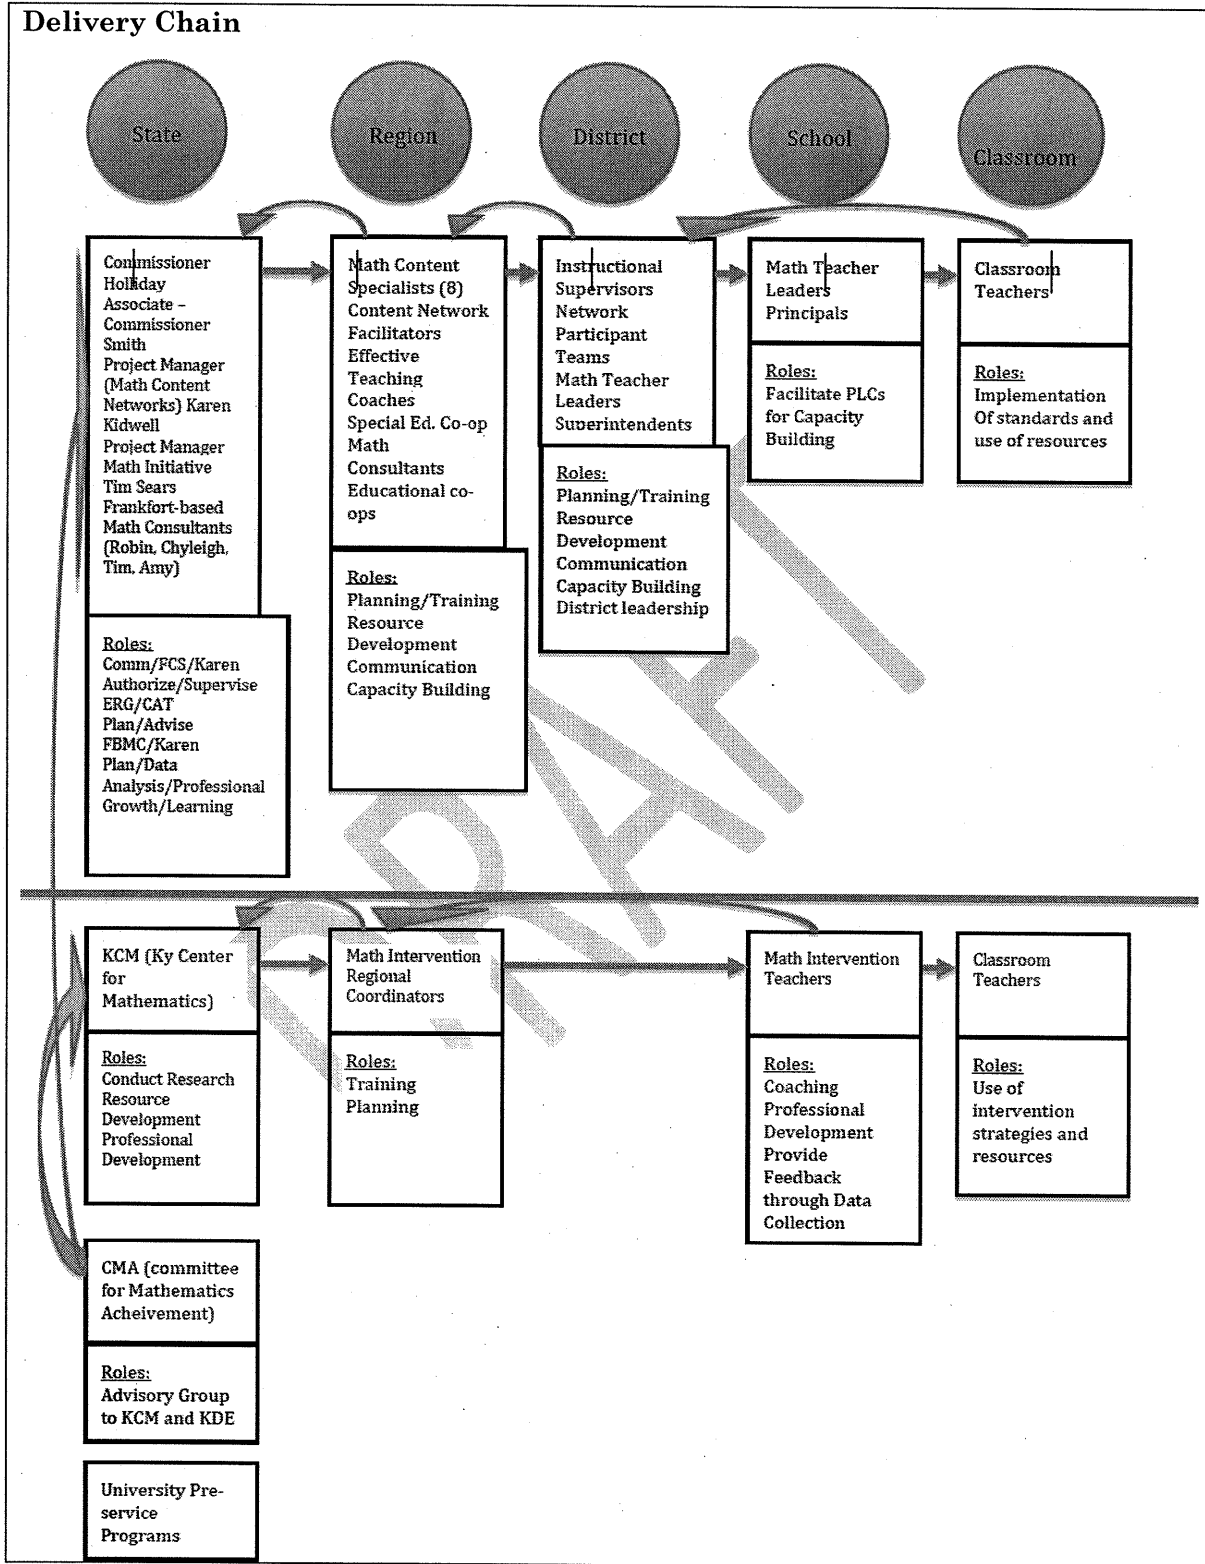 Delivery Chain
State
Region
District
School
Classroom
Commissioner
Holliday
Associate –
Commissioner
Smith
Project Manager
(Math Content
Networks) Karen
Kidwell
Project Manager
Math Initiative
Tim Sears
Frankfort-based
Math Consultants
(Robin, Chyleigh,
Tim, Amy)
Roles:
Comm/FCS/Karen
Authorize/Supervise
ERG/CAT
Plan/Advise
FBMC/Karen
Plan/Data
Analysis/Professional
Growth/Learning
Math Content
Specialists (8)
Content Network
Facilitators
Effective
Teaching
Coaches
Special Ed. Co-op
Math
Consultants
Educational co-
ops
Roles:
Planning/Training
Resource
Development
Communication
Capacity Building
Instructional
Supervisors
Network
Participant
Teams
Math Teacher
Leaders
Superintendents
Roles:
Planning/Training
Resource
Development
Communication
Capacity Building
District leadership
Math Teacher
Leaders
Principals
Roles:
Facilitate PLCs
for Capacity
Building
Classroom
Teachers
Roles:
Implementation
Of standards and
use of resources
DRAFT
KCM (Ky Center
for
Mathematics)
Roles:
Conduct Research
Resource
Development
Professional
Development
Math Intervention
Regional
Coordinators
Roles:
Training
Planning
Math Intervention
Teachers
Roles:
Coaching
Professional
Development
Provide
Feedback
through Data
Collection
Classroom
Teachers
Roles:
Use of
intervention
strategies and
resources
CMA (committee
for Mathematics
Acheivement)
Roles:
Advisory Group
to KCM and KDE
University Pre-
service
Programs